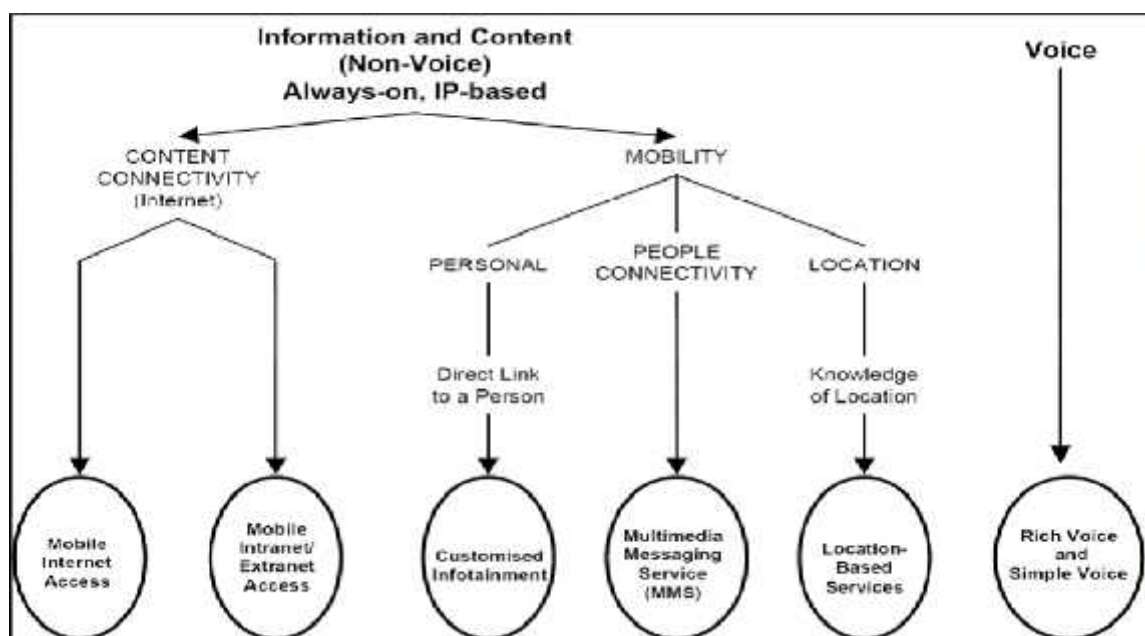 Information and Content
(Non-Voice)
Always-on, IP-based
Voice
CONTENT
CONNECTIVITY
(Internet)
MOBILITY
PERSONAL
PEOPLE
CONNECTIVITY
LOCATION
Direct Link
to a Person
Knowledge
of Location
Mobile
Internet
Access
Mobile
Intranet/
Extranet
Access
Customised
Infotainment
Multimedia
Messaging
Service
(MMS)
Location-
Based
Services
Rich Voice
and
Simple Voice